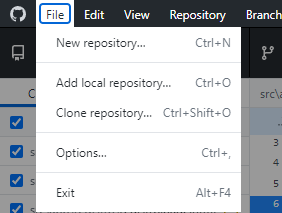 File Edit View Repository Branch
New repository... Ctrl+N
Add local repository... Ctrl+O
Clone repository... Ctrl+Shift+O
Options... Ctrl+,
Exit Alt+F4
src\a
3
4
5
6